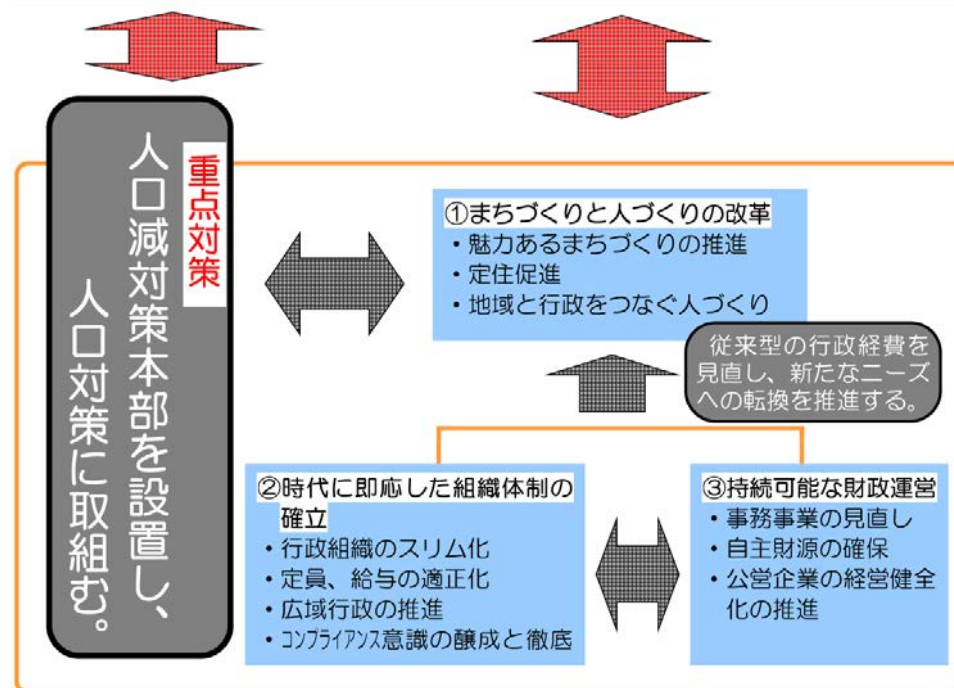 重点対策
人口減対策本部を設置し、
人口対策に取組む。
①まちづくりと人づくりの改革
・魅力あるまちづくりの推進
・定住促進
・地域と行政をつなぐ人づくり
従来型の行政経費を
見直し、新たなニーズ
への転換を推進する。
②時代に即応した組織体制の
確立
・行政組織のスリム化
・定員、給与の適正化
・広域行政の推進
・ｺﾝﾌﾟﾗｲｱﾝｽ意識の醸成と徹底
③持続可能な財政運営
・事務事業の見直し
・自主財源の確保
・公営企業の経営健全
化の推進